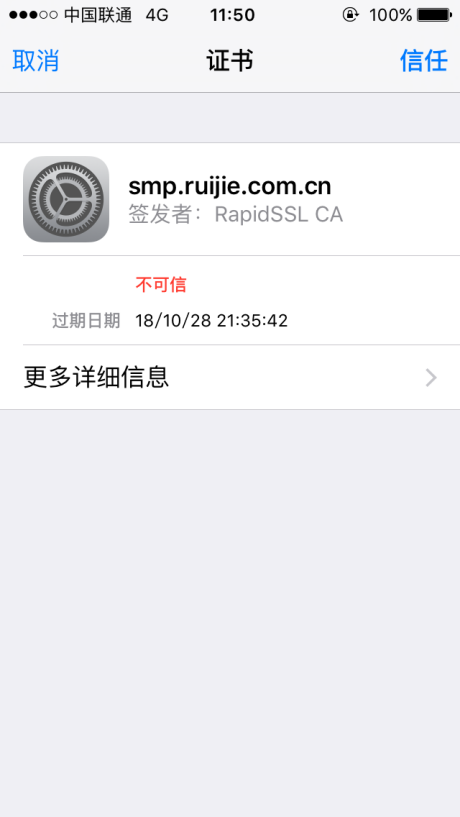 中国联通 4G 11:50 100%
取消 证书 信任
smp.ruijie.com.cn
签发者：RapidSSL CA
不可信
过期日期 18/10/28 21:35:42
更多详细信息